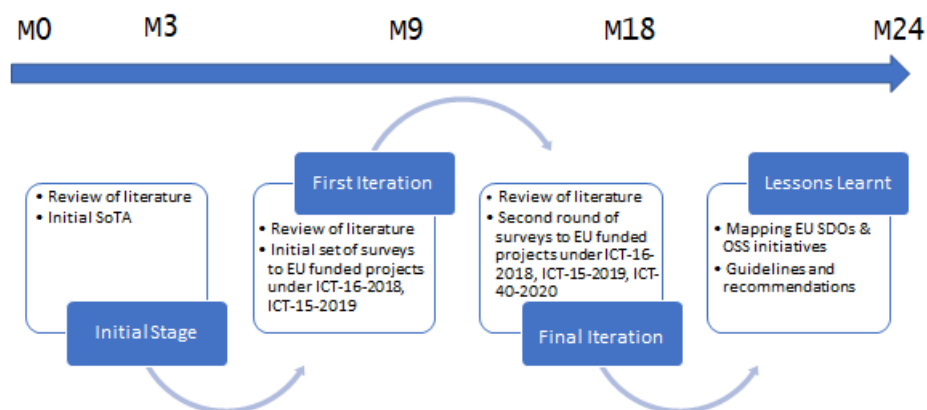 M0 M3 M9 M18 M24
• Review of literature
• Initial SoTA
Initial Stage
First Iteration
• Review of literature
• Initial set of surveys
to EU funded projects
under ICT-16-2018,
ICT-15-2019
• Review of literature
• Second round of
surveys to EU funded
projects under ICT-16-
2018, ICT-15-2019, ICT-
40-2020
Final Iteration
Lessons Learnt
• Mapping EU SDOs &
OSS initiatives
• Guidelines and
recommendations